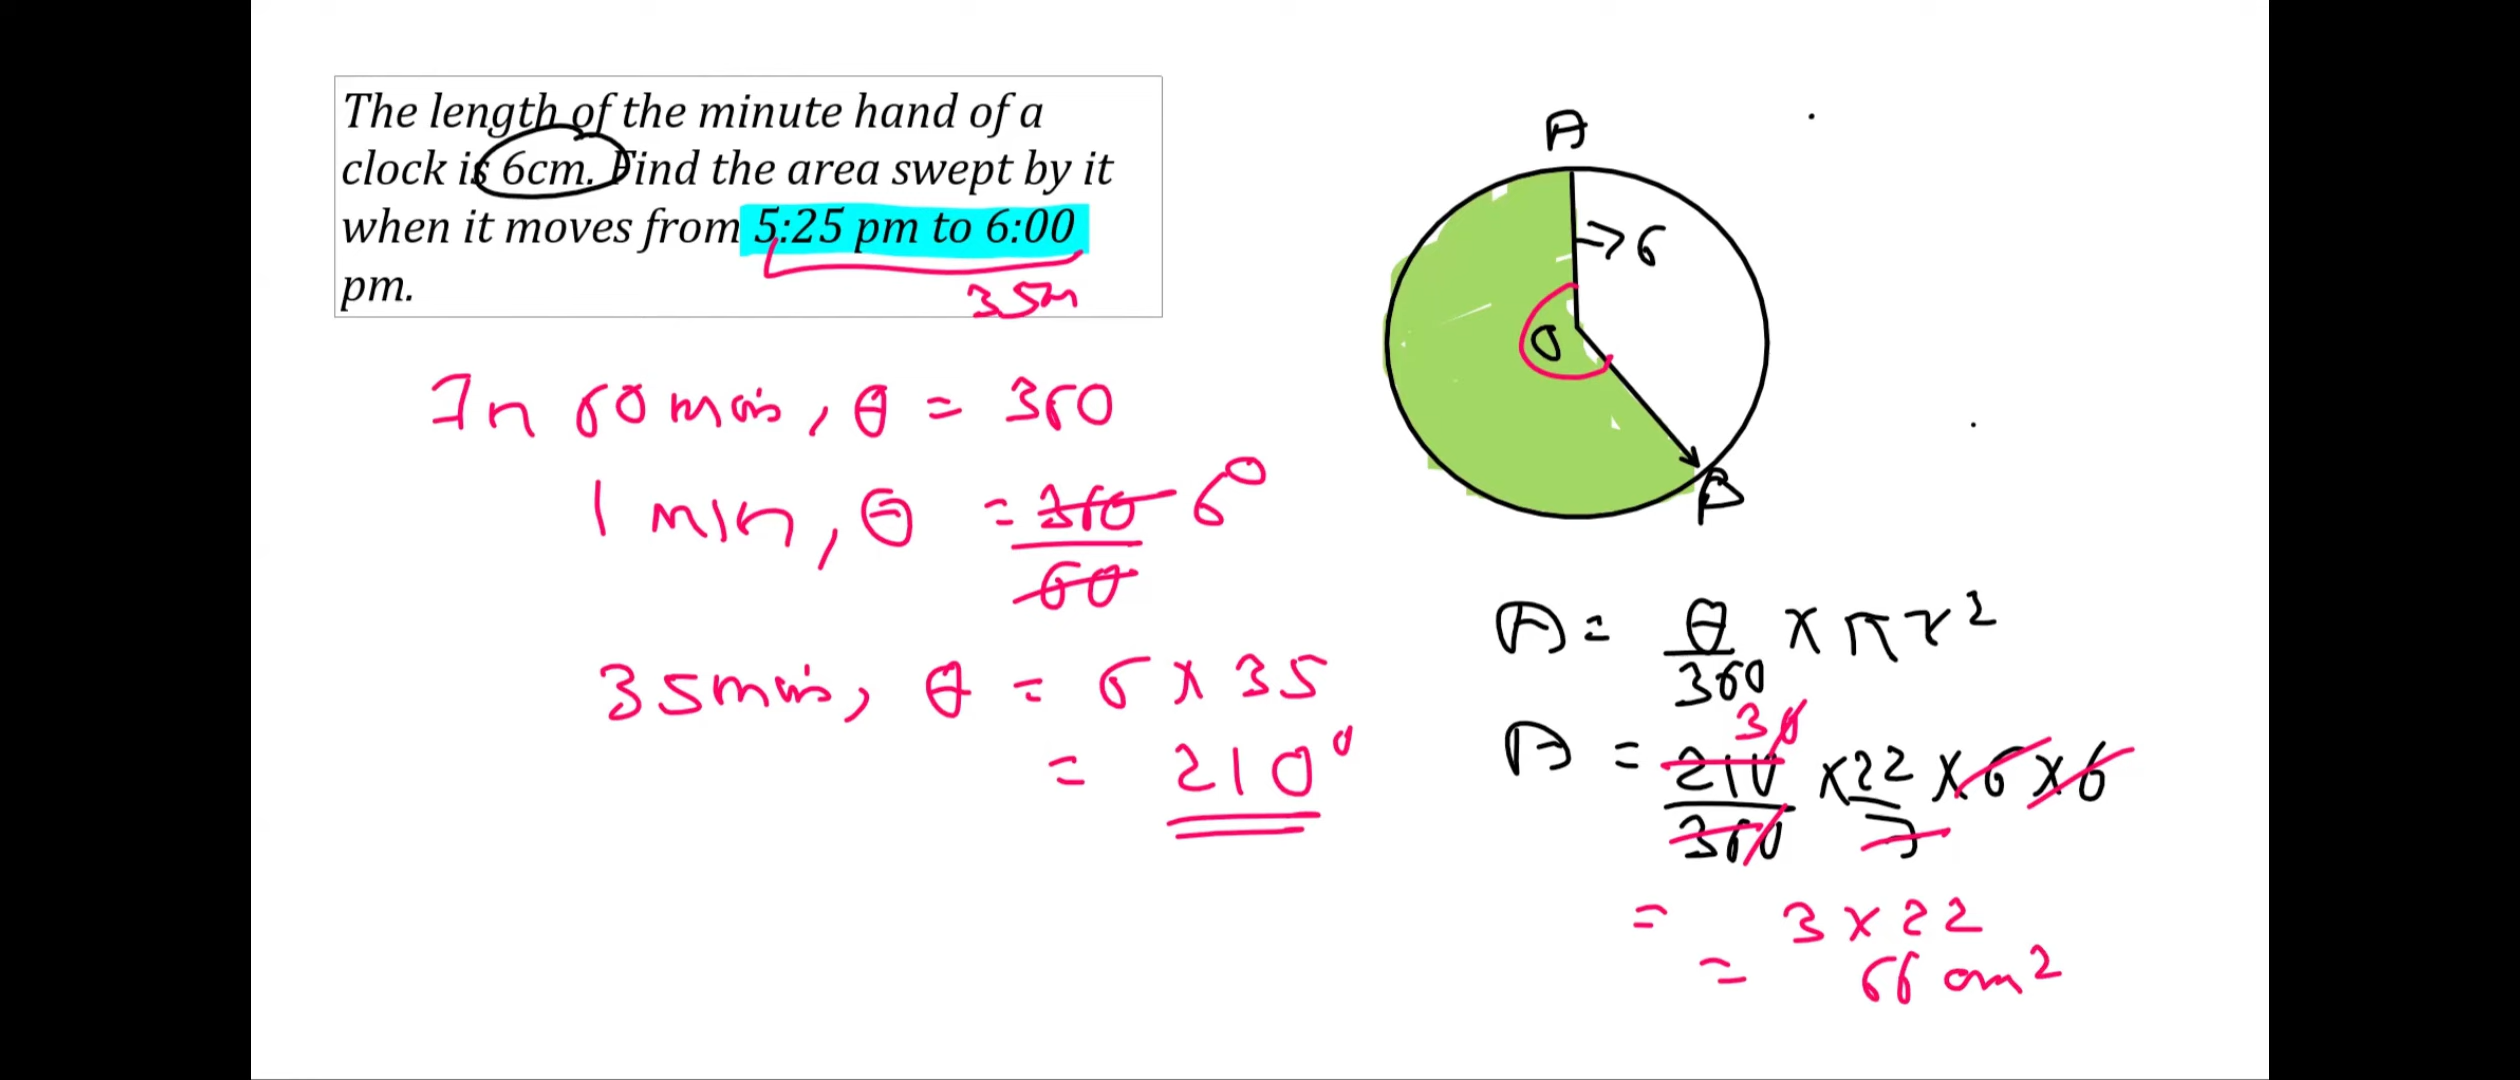 The length of the minute hand of a
clock is 6cm. Find the area swept by it
when it moves from 5:25 pm to 6:00
pm.
35m
In 60 mins, θ = 360
1 min, θ = 360/60 6°
35 mins, θ = 6 x 35
= 210°
A
=> 6
θ
B
A = θ/360 x πr²
A = 210/360 x 22/7 x 6 x 6
30
= 3 x 22
= 66 cm²